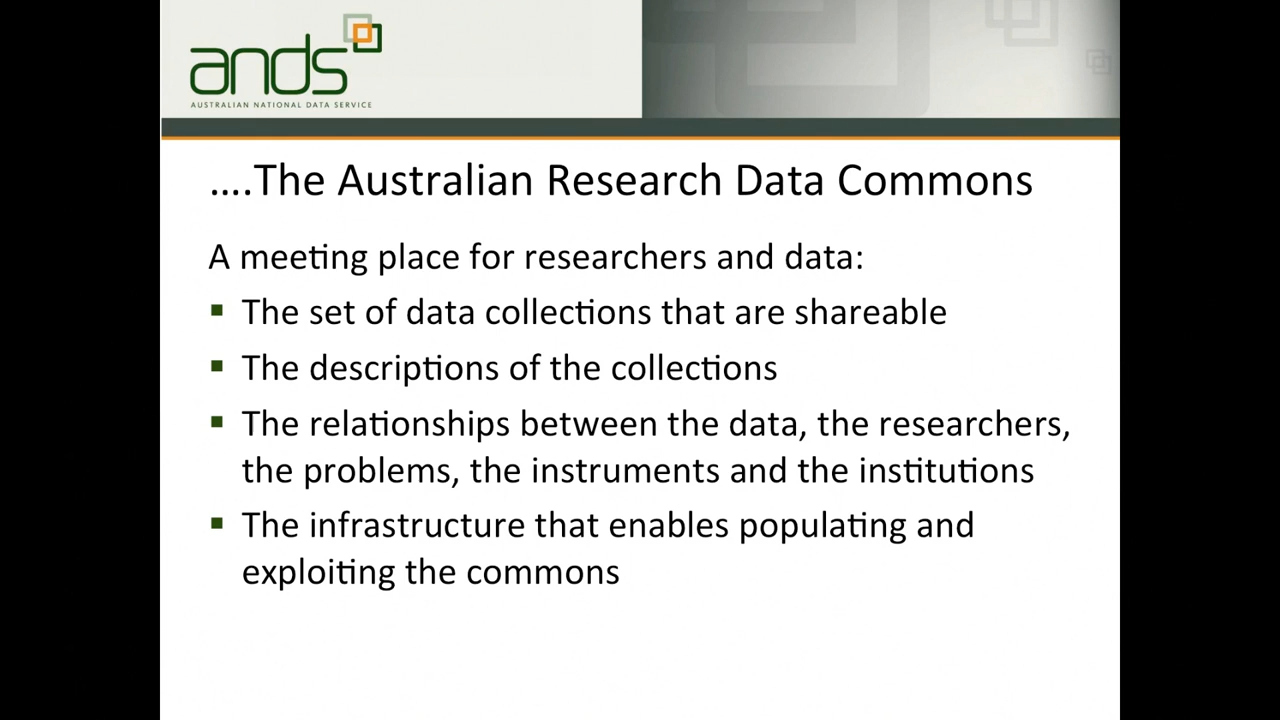 ands
AUSTRALIAN NATIONAL DATA SERVICE
....The Australian Research Data Commons
A meeting place for researchers and data:
▪ The set of data collections that are shareable
▪ The descriptions of the collections
▪ The relationships between the data, the researchers,
the problems, the instruments and the institutions
▪ The infrastructure that enables populating and
exploiting the commons